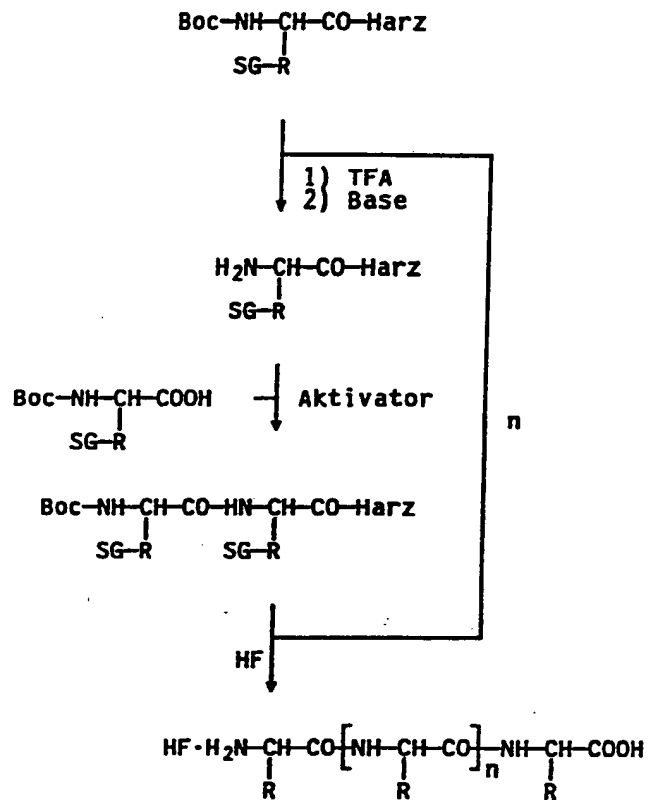 Boc-NH-CH-CO-Harz
SG-R
1) TFA
2) Base
H₂N-CH-CO-Harz
SG-R
Boc-NH-CH-COOH
SG-R
Aktivator
n
Boc-NH-CH-CO-HN-CH-CO-Harz
SG-R SG-R
HF
HF·H₂N-CH-CO[NH-CH-CO]n-NH-CH-COOH
R R R